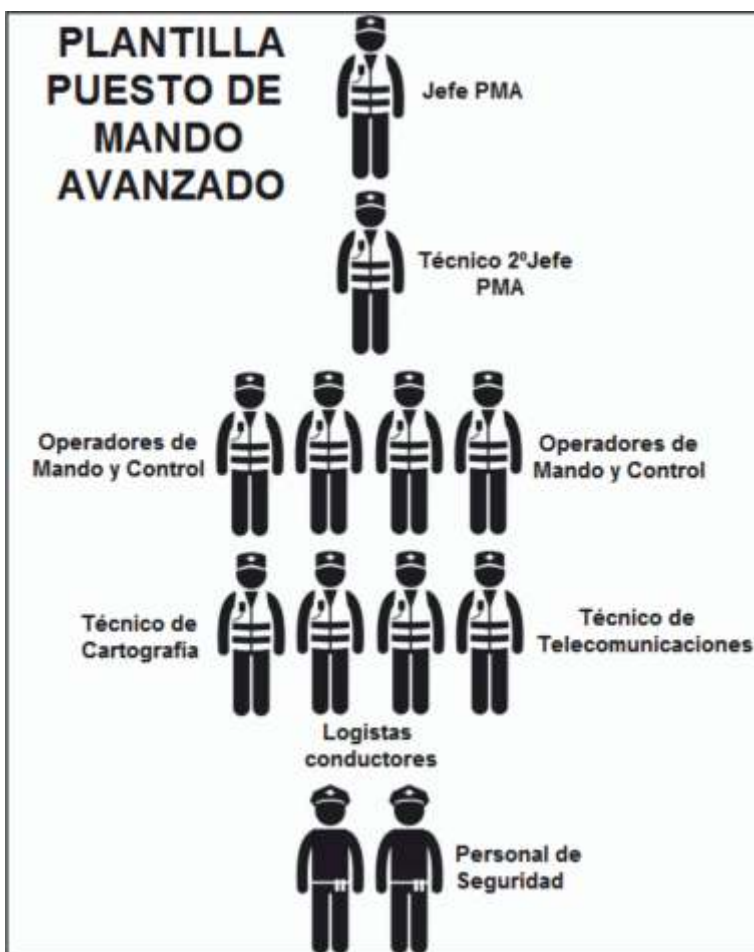 PLANTILLA
PUESTO DE
MANDO
AVANZADO
Jefe PMA
Técnico 2ºJefe
PMA
Operadores de
Mando y Control
Operadores de
Mando y Control
Técnico de
Cartografía
Técnico de
Telecomunicaciones
Logistas
conductores
Personal de
Seguridad